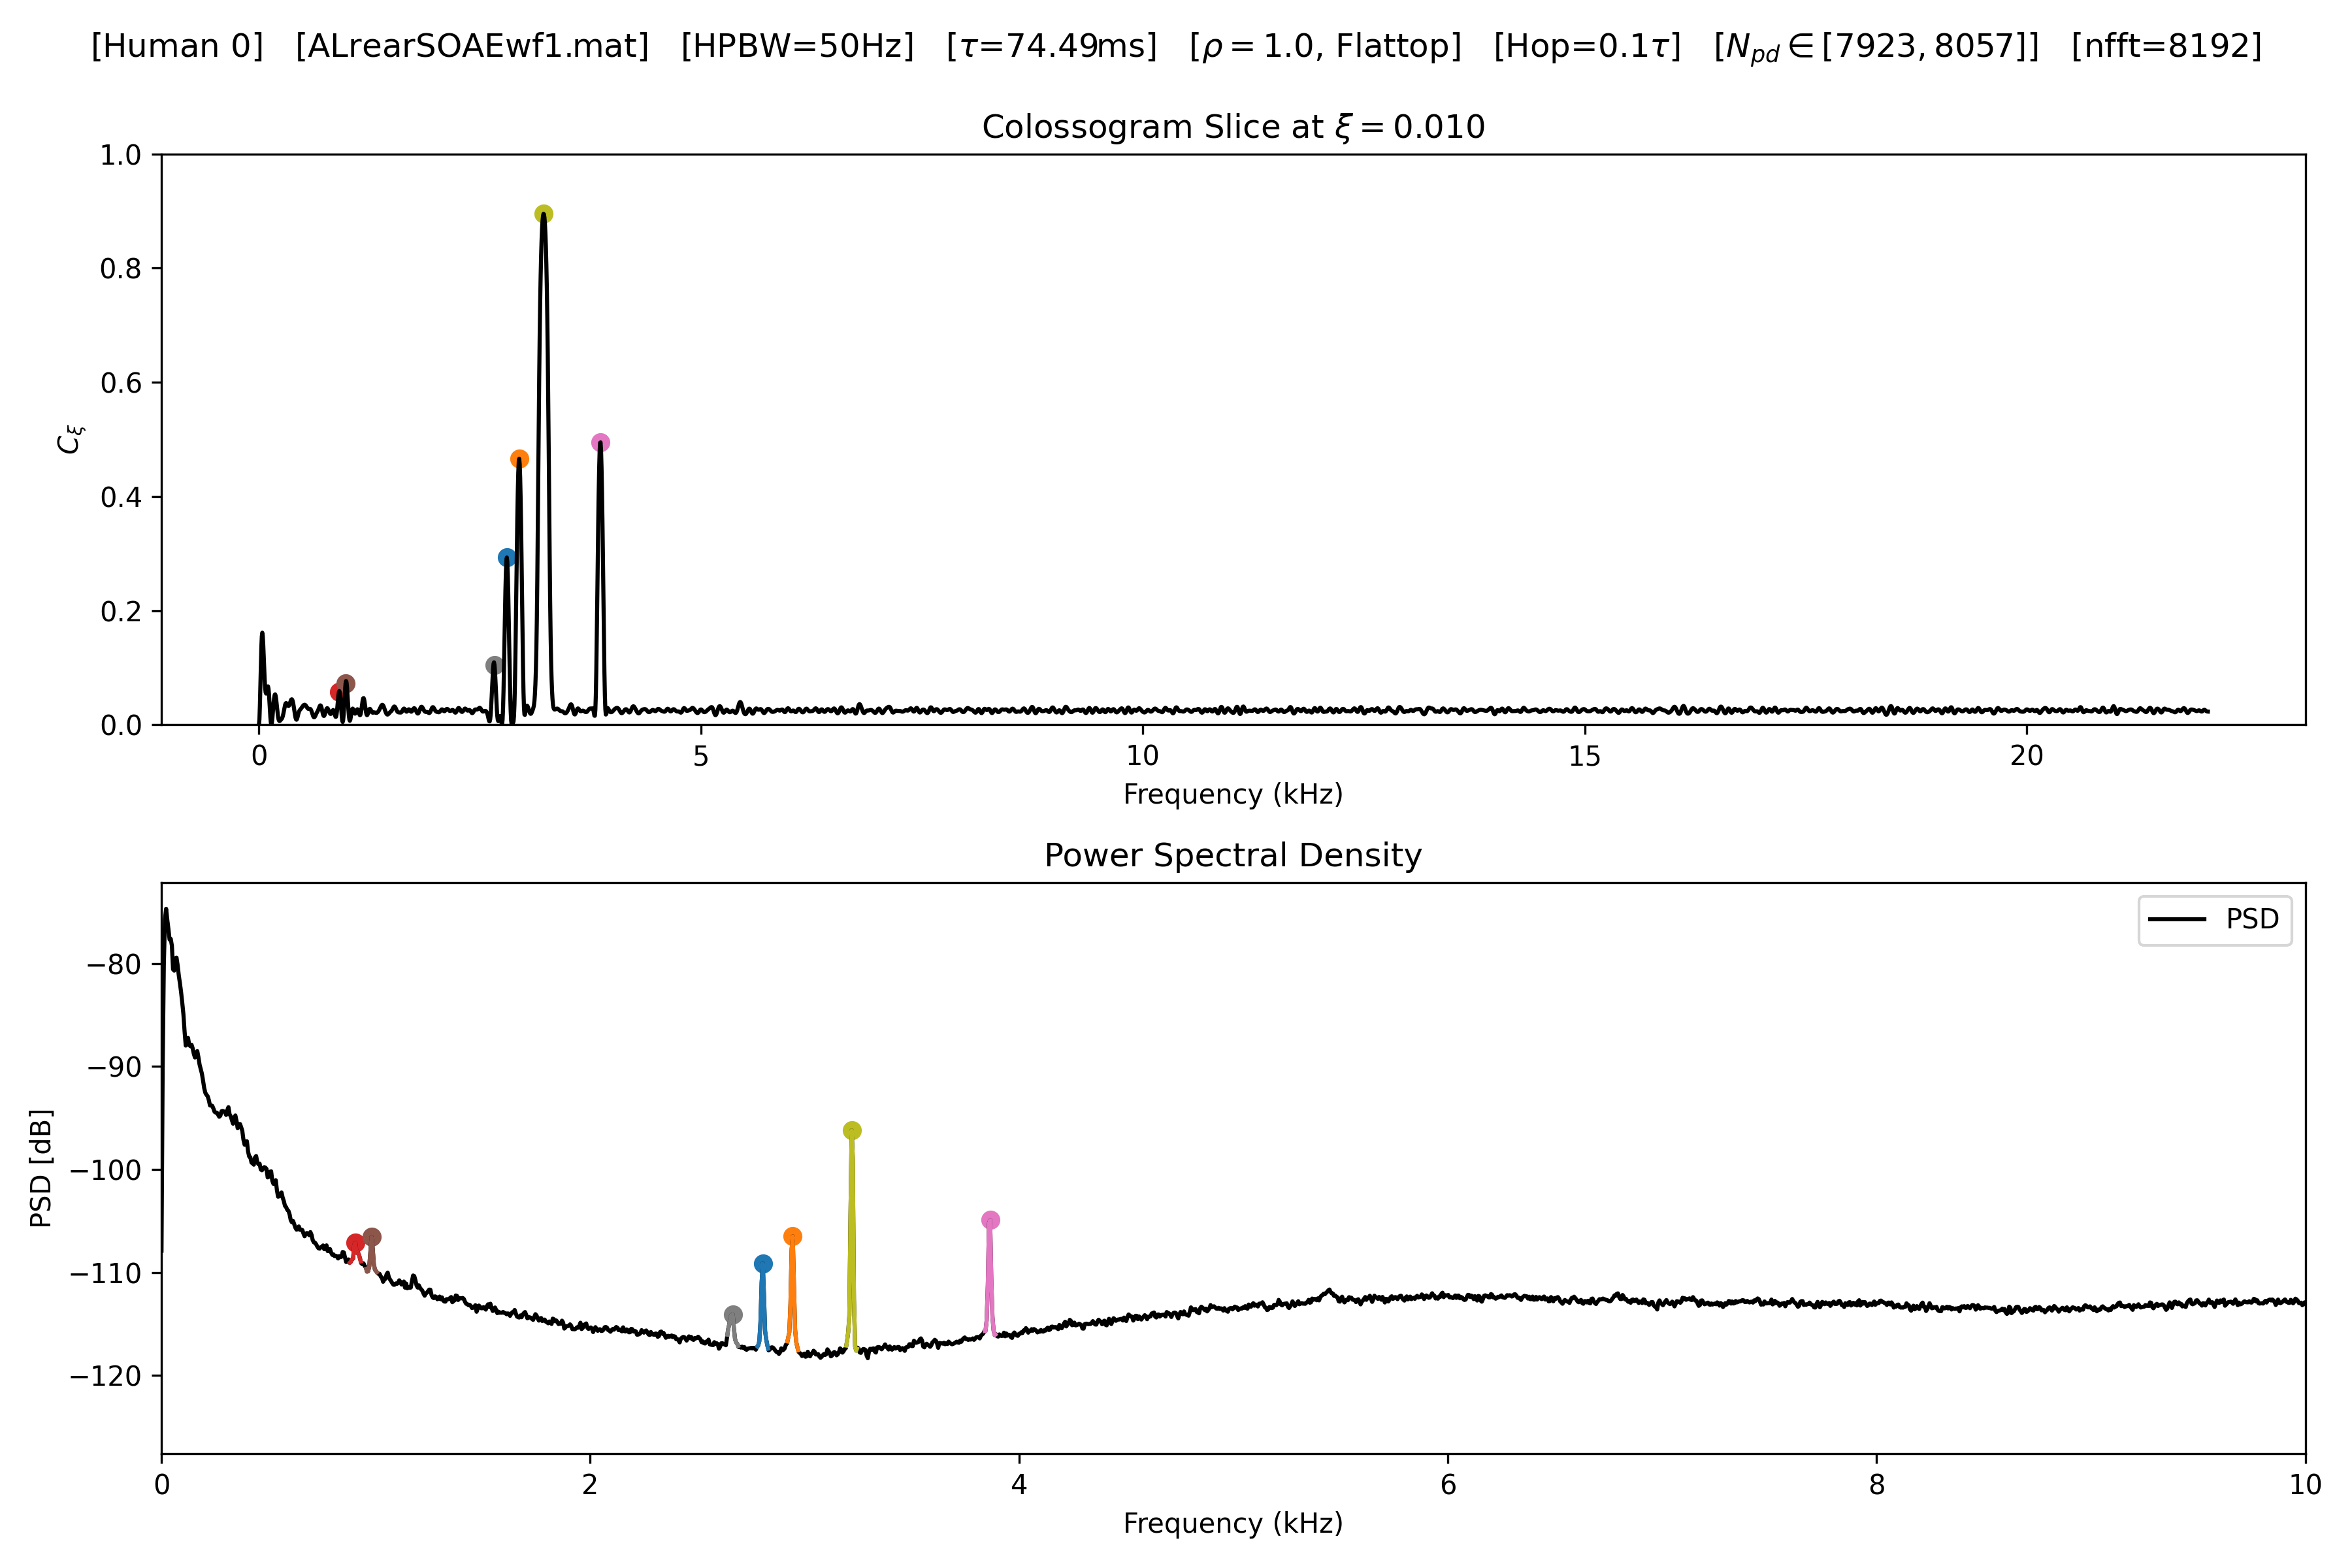 [Human 0] [ALrearSOAEwf1.mat] [HPBW=50Hz] [τ=74.49ms] [ρ = 1.0, Flattop] [Hop=0.1τ] [N_pd ∈ [7923, 8057]] [nfft=8192]
Colossogram Slice at ξ = 0.010
1.0
0.8
0.6
0.4
0.2
0.0
C_ξ
0 5 10 15 20
Frequency (kHz)
Power Spectral Density
PSD
−80
−90
−100
−110
−120
PSD [dB]
0 2 4 6 8 10
Frequency (kHz)